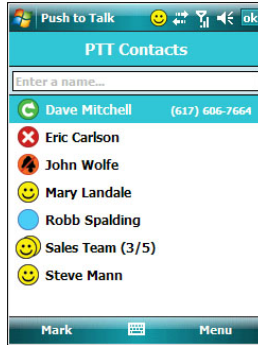 Push to Talk ok
PTT Contacts
Enter a name...
Dave Mitchell (617) 606-7664
Eric Carlson
John Wolfe
Mary Landale
Robb Spalding
Sales Team (3/5)
Steve Mann
Mark Menu